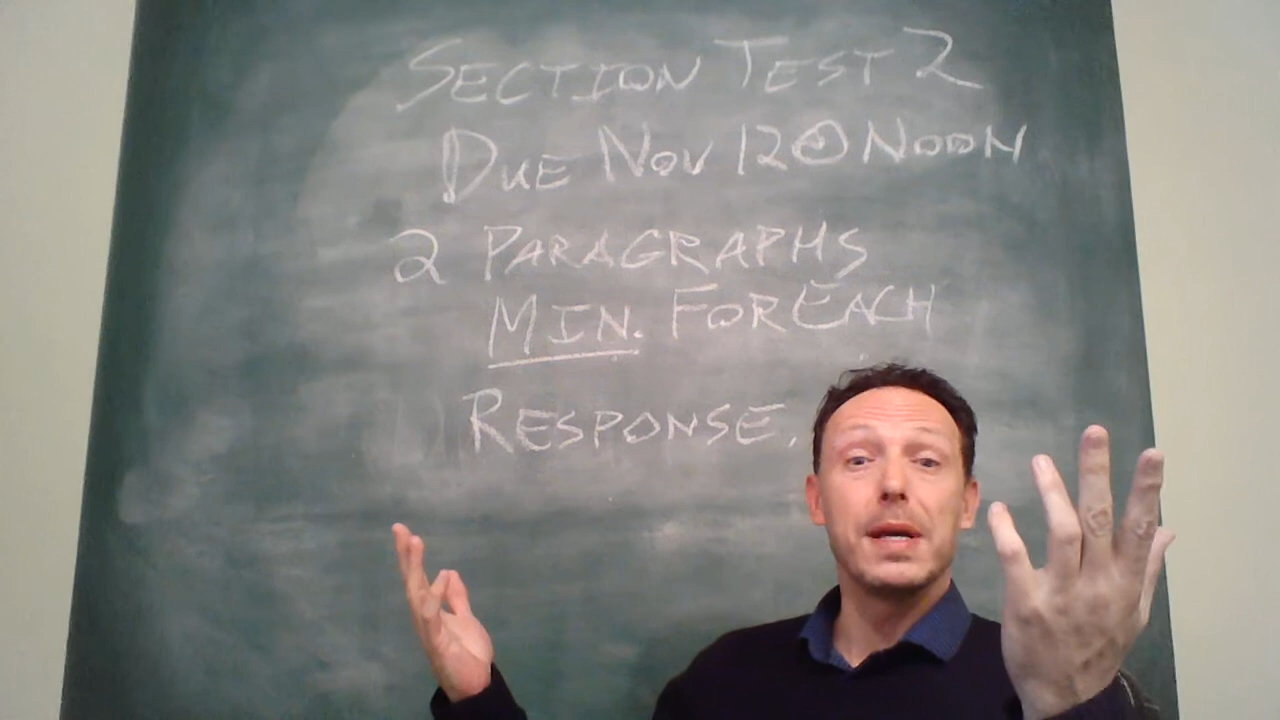 SECTION TEST 2
DUE NOV 12 @ NOON
2 PARAGRAPHS
MIN. FOR EACH
RESPONSE.